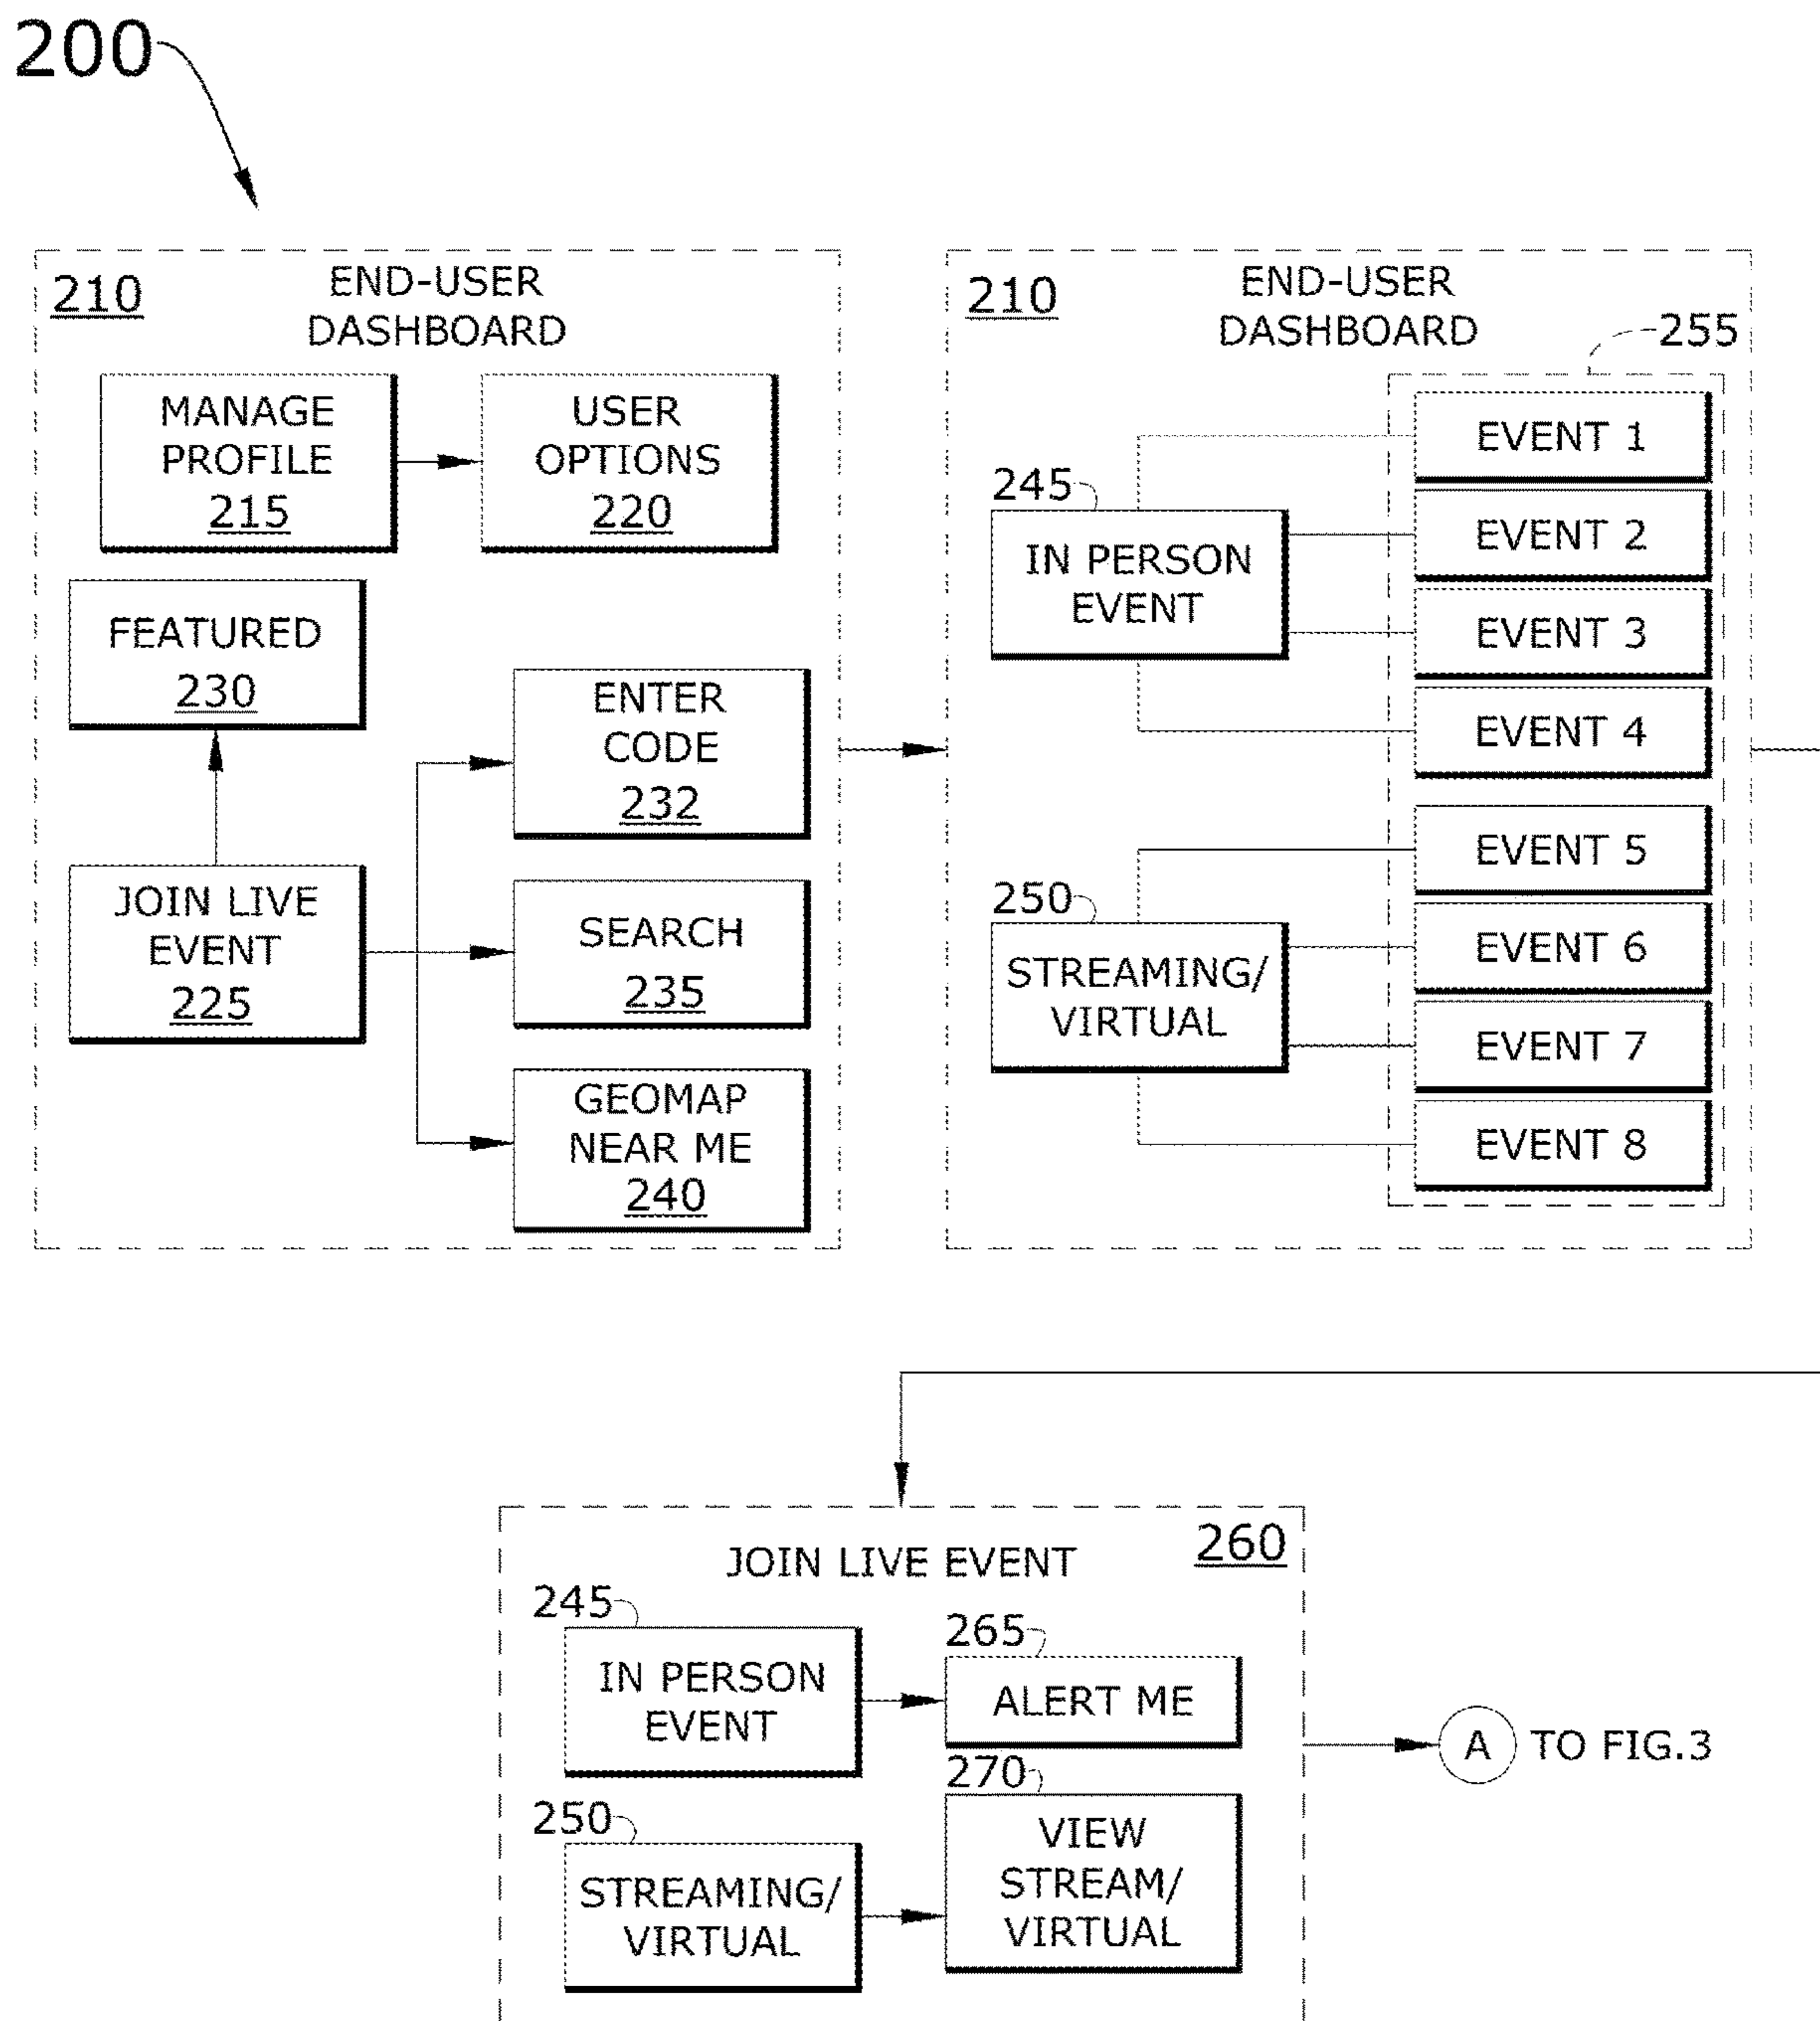 200
210
END-USER
DASHBOARD
MANAGE
PROFILE
215
USER
OPTIONS
220
FEATURED
230
ENTER
CODE
232
JOIN LIVE
EVENT
225
SEARCH
235
GEOMAP
NEAR ME
240
210
END-USER
DASHBOARD
255
245
IN PERSON
EVENT
EVENT 1
EVENT 2
EVENT 3
EVENT 4
250
STREAMING/
VIRTUAL
EVENT 5
EVENT 6
EVENT 7
EVENT 8
260
JOIN LIVE EVENT
245
IN PERSON
EVENT
265
ALERT ME
250
STREAMING/
VIRTUAL
270
VIEW
STREAM/
VIRTUAL
A TO FIG.3